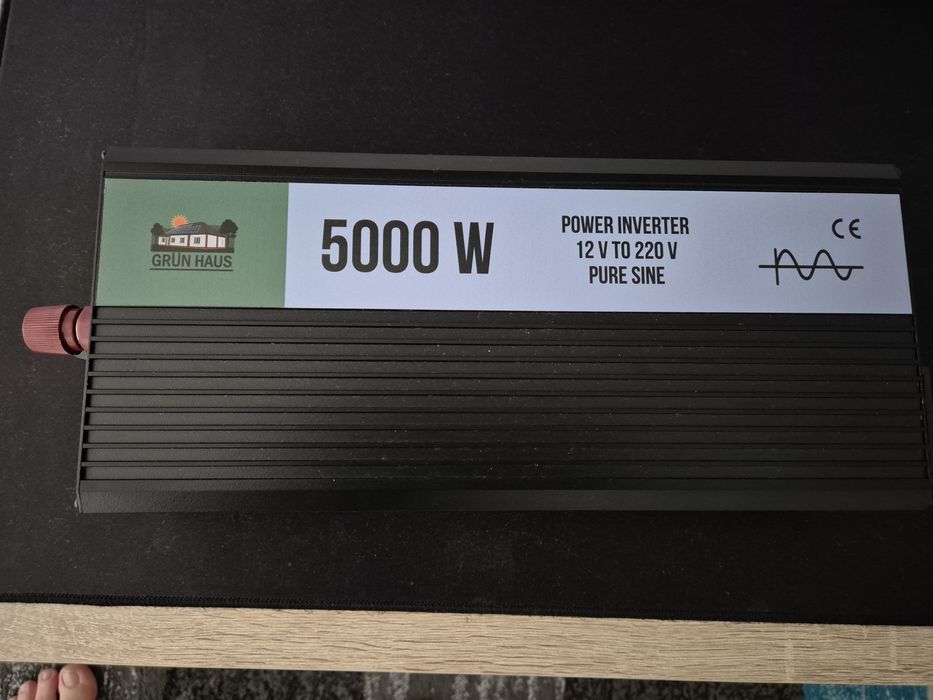 GRÜN HAUS
5000 W
POWER INVERTER
12 V TO 220 V
PURE SINE
CE